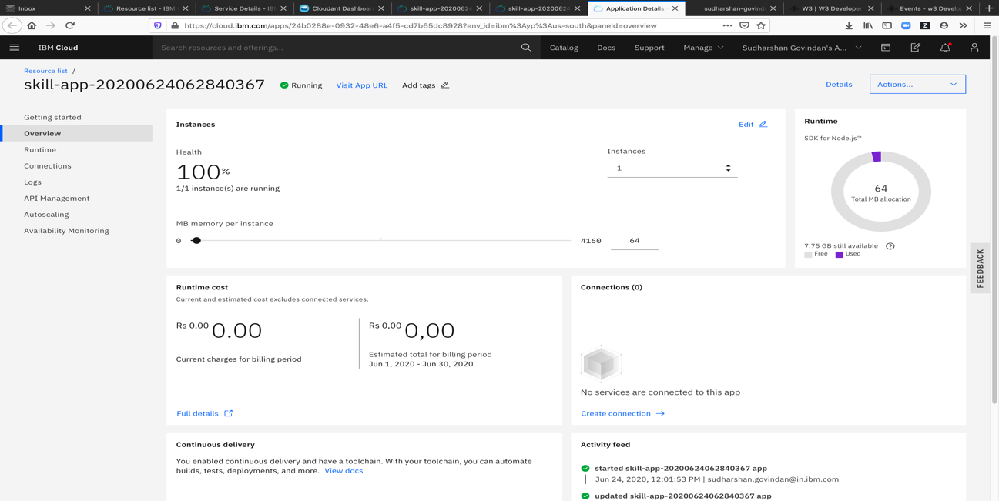 Inbox
Resource list - IBM
Service Details - IBM
Cloudant Dashboar
skill-app-2020062
skill-app-2020062
Application Details
sudharshan-govind
W3 | W3 Developer
Events - w3 Develo
https://cloud.ibm.com/apps/24b0288e-0932-48e6-a4f5-cd7b65dc8928?env_id=ibm%3Ayp%3Aus-south&paneId=overview
IBM Cloud
Search resources and offerings...
Catalog
Docs
Support
Manage
Sudharshan Govindan's A...
Resource list /
skill-app-20200624062840367
Running
Visit App URL
Add tags
Details
Actions...
Getting started
Overview
Runtime
Connections
Logs
API Management
Autoscaling
Availability Monitoring
Instances
Edit
Health
100%
1/1 instance(s) are running
Instances
1
MB memory per instance
0
4160
64
Runtime
SDK for Node.js™
64
Total MB allocation
7.75 GB still available
Free
Used
FEEDBACK
Runtime cost
Current and estimated cost excludes connected services.
Rs 0,00 0.00
Current charges for billing period
Rs 0,00 0,00
Estimated total for billing period
Jun 1, 2020 - Jun 30, 2020
Full details
Connections (0)
No services are connected to this app
Create connection
Continuous delivery
You enabled continuous delivery and have a toolchain. With your toolchain, you can automate
builds, tests, deployments, and more. View docs
Activity feed
started skill-app-20200624062840367 app
Jun 24, 2020, 12:01:53 PM | sudharshan.govindan@in.ibm.com
updated skill-app-20200624062840367 app